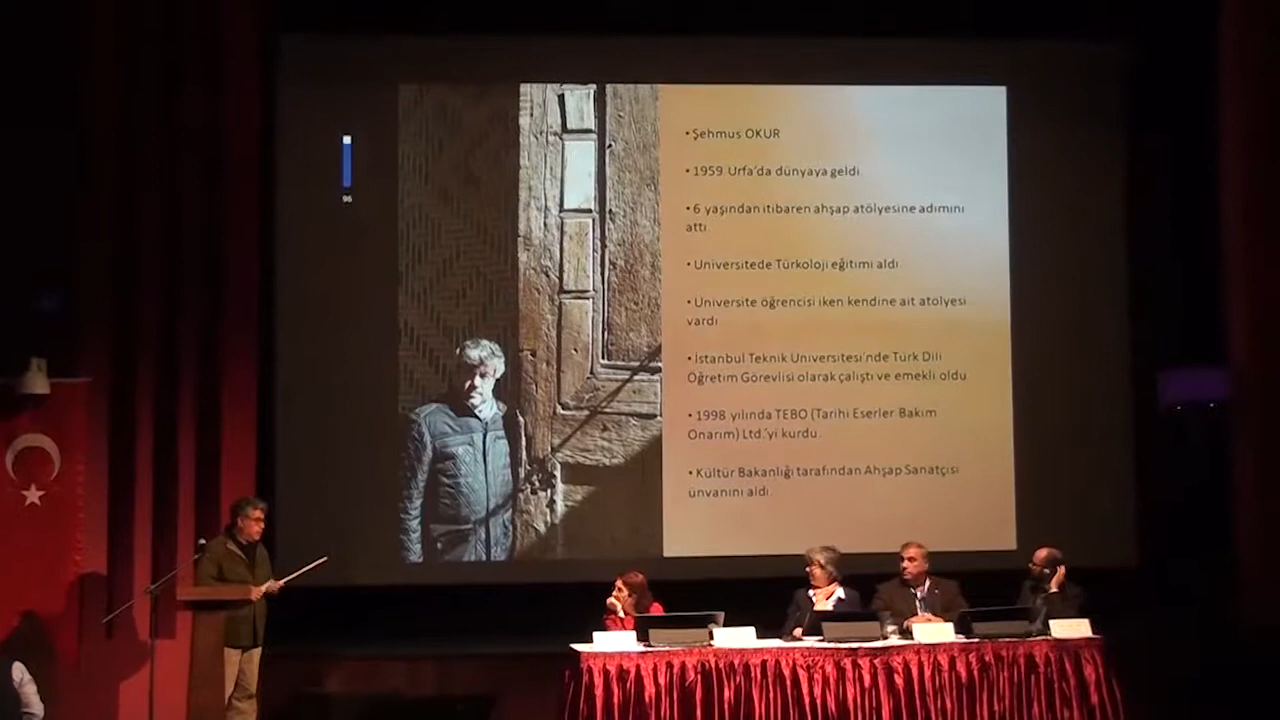 96
• Şehmus OKUR
• 1959 Urfa'da dünyaya geldi
• 6 yaşından itibaren ahşap atölyesine adımını
attı.
• Üniversitede Türkoloji eğitimi aldı.
• Üniversite öğrencisi iken kendine ait atölyesi
vardı
• İstanbul Teknik Üniversitesi'nde Türk Dili
Öğretim Görevlisi olarak çalıştı ve emekli oldu
• 1998 yılında TEBO (Tarihi Eserler Bakım
Onarım) Ltd.'yi kurdu.
• Kültür Bakanlığı tarafından Ahşap Sanatçısı
ünvanını aldı.